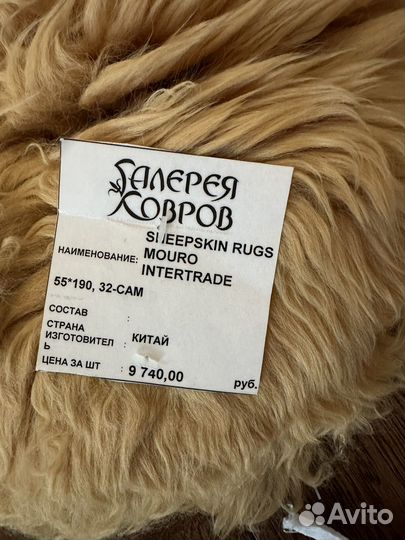 ГАЛЕРЕЯ
КОВРОВ
SHEEPSKIN RUGS
НАИМЕНОВАНИЕ: MOURO
INTERTRADE
55*190, 32-CAM
СОСТАВ :
СТРАНА
ИЗГОТОВИТЕЛ : КИТАЙ
Ь
ЦЕНА ЗА ШТ : 9 740,00 руб.
Avito